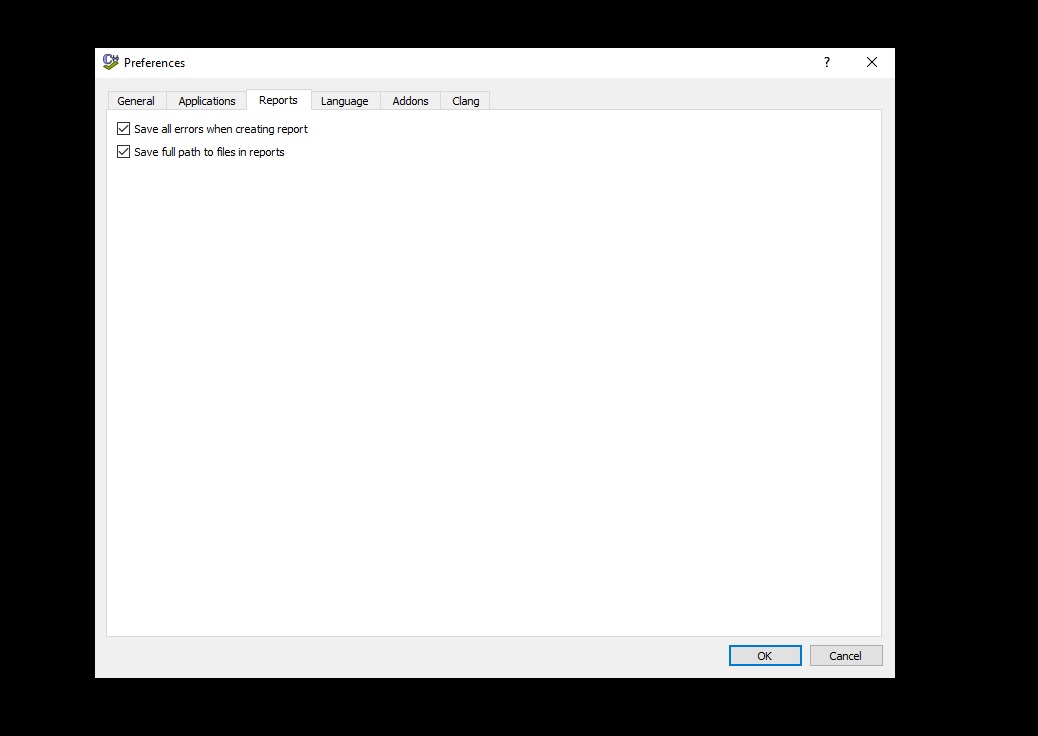 Preferences
?
General Applications Reports Language Addons Clang
Save all errors when creating report
Save full path to files in reports
OK Cancel